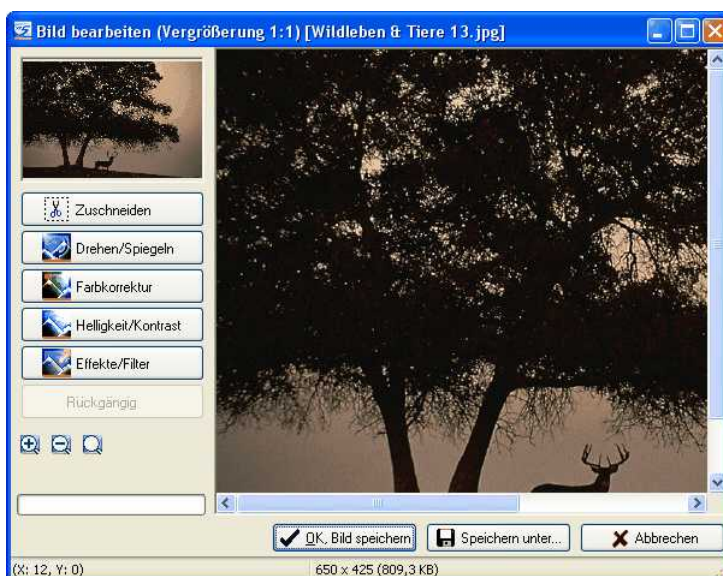 Bild bearbeiten (Vergrößerung 1:1) [Wildleben & Tiere 13.jpg]
Zuschneiden
Drehen/Spiegeln
Farbkorrektur
Helligkeit/Kontrast
Effekte/Filter
Rückgängig
OK, Bild speichern
Speichern unter...
Abbrechen
(X: 12, Y: 0)
650 x 425 (809,3 KB)